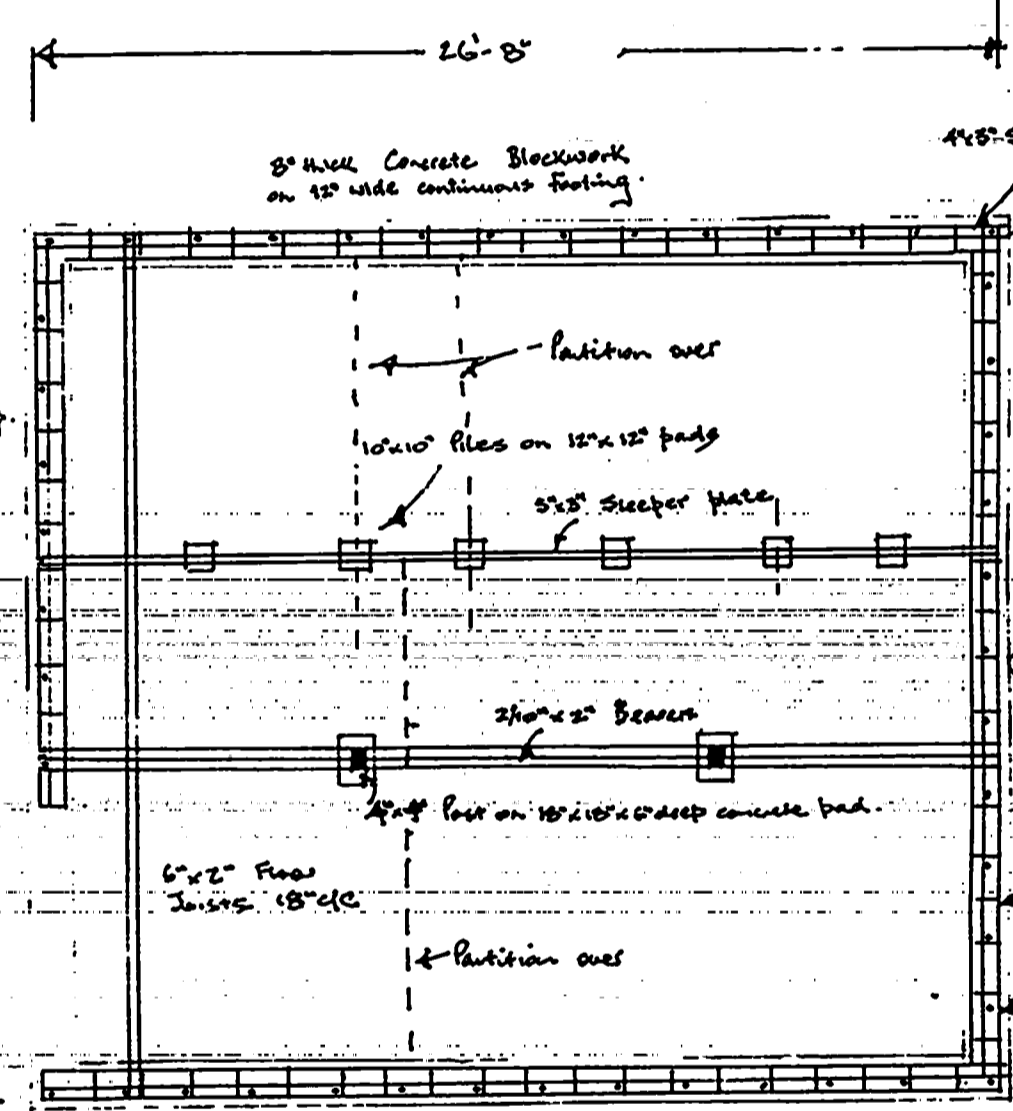 26'-8"
8" thick Concrete Blockwork
on 12" wide continuous Footing.
4"x3"
Partition over
10"x10" Piles on 12"x12" pads
Sleeper plate
2/10"x2" Bearers
4"x4" Post on 18"x18"x6" deep concrete pad.
6"x2" Floor
Joists 18" c/c
Partition over